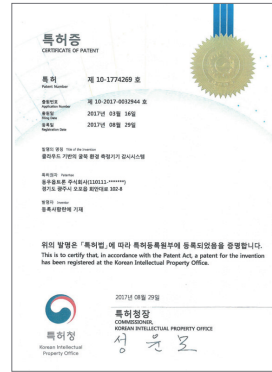 특허증
CERTIFICATE OF PATENT
특허 제 10-1774269 호
Patent Number
출원번호 제 10-2017-0032944 호
Application Number
출원일 2017년 03월 16일
Filing Date
등록일 2017년 08월 29일
Registration Date
발명의 명칭 Title of the Invention
클라우드 기반의 굴뚝 환경 측정기기 감시시스템
특허권자 Patentee
동우옵트론 주식회사(110111-*******)
경기도 광주시 오포읍 회안대로 102-8
발명자 Inventor
등록사항란에 기재
위의 발명은 「특허법」에 따라 특허등록원부에 등록되었음을 증명합니다.
This is to certify that, in accordance with the Patent Act, a patent for the invention
has been registered at the Korean Intellectual Property Office.
2017년 08월 29일
특허청장
COMMISSIONER,
KOREAN INTELLECTUAL PROPERTY OFFICE
성윤모
특허청
Korean Intellectual
Property Office